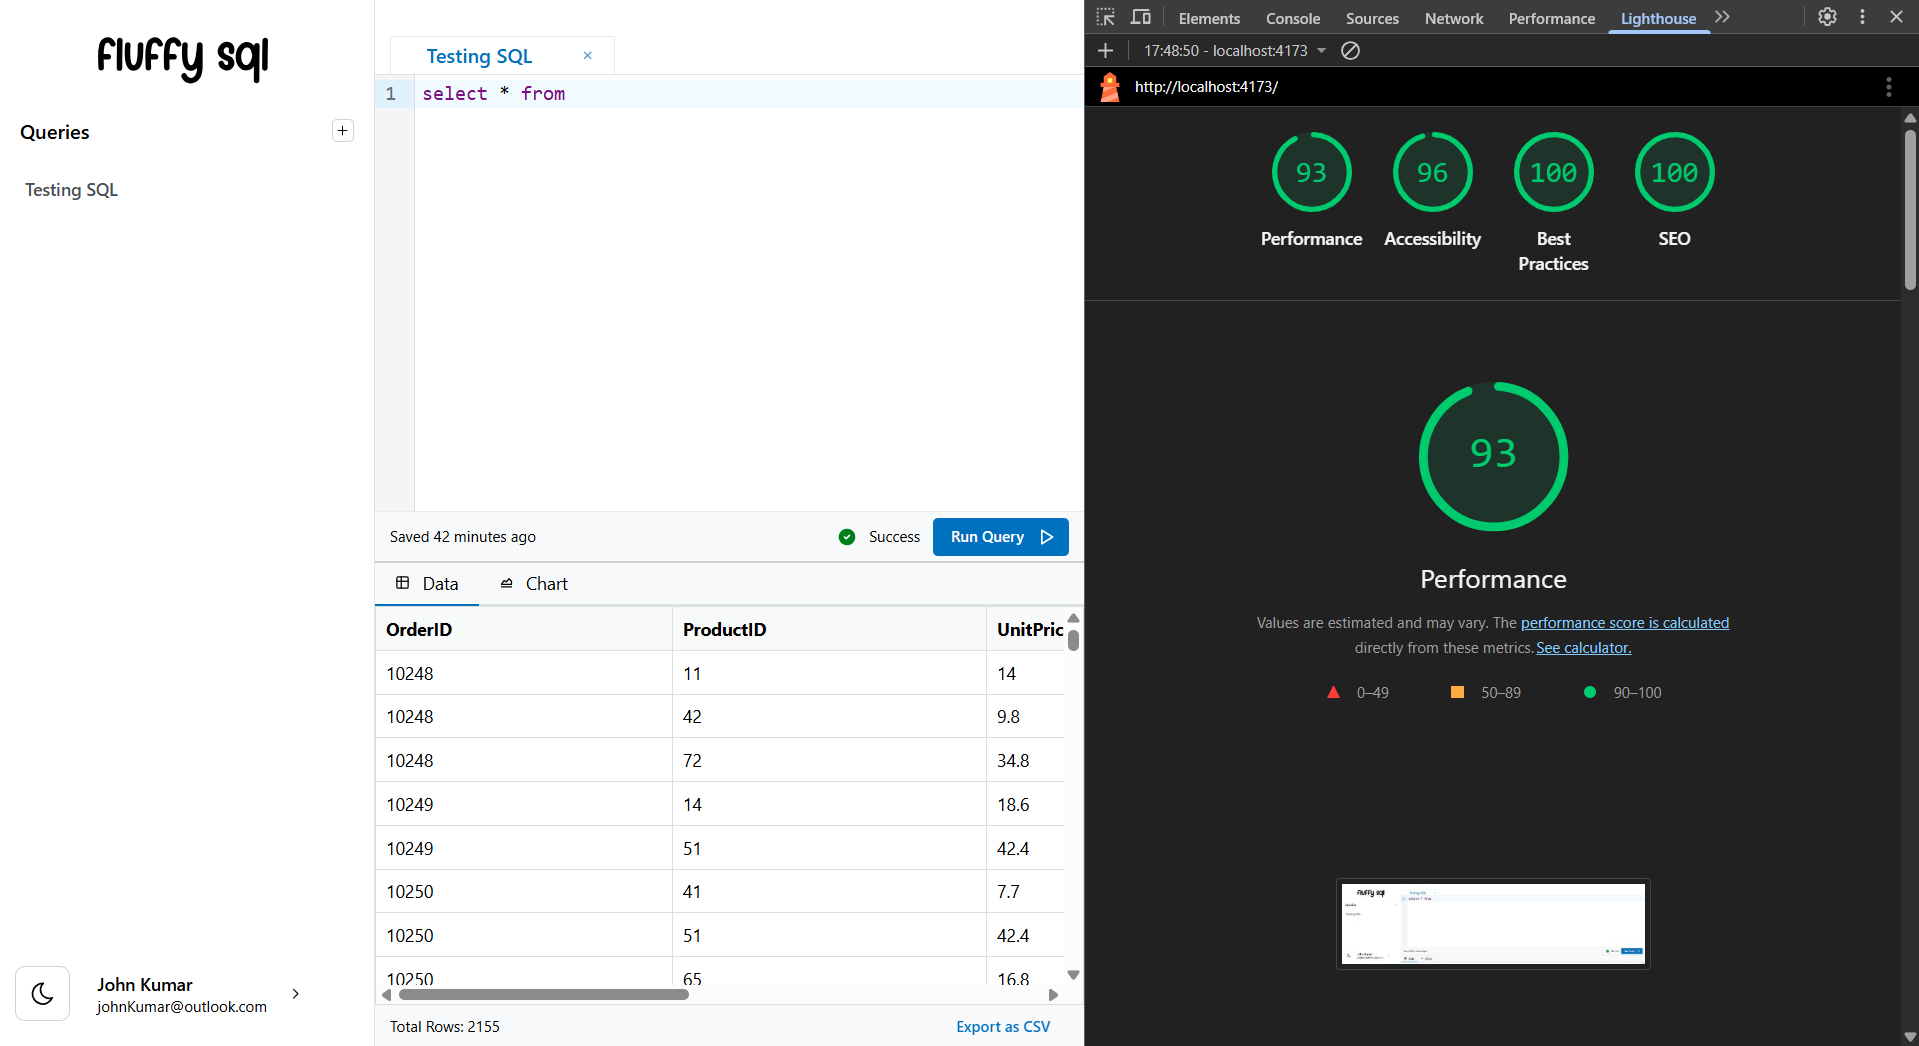 fluffy sql
Queries
Testing SQL
John Kumar
johnKumar@outlook.com
Testing SQL ×
1 select * from
Saved 42 minutes ago
Success
Run Query
Data
Chart
OrderID ProductID UnitPric
10248 11 14
10248 42 9.8
10248 72 34.8
10249 14 18.6
10249 51 42.4
10250 41 7.7
10250 51 42.4
10250 65 16.8
Total Rows: 2155
Export as CSV
Elements Console Sources Network Performance Lighthouse
17:48:50 - localhost:4173
http://localhost:4173/
93 96 100 100
Performance Accessibility Best Practices SEO
93
Performance
Values are estimated and may vary. The performance score is calculated
directly from these metrics. See calculator.
0–49 50–89 90–100
fluffy sql
select * from